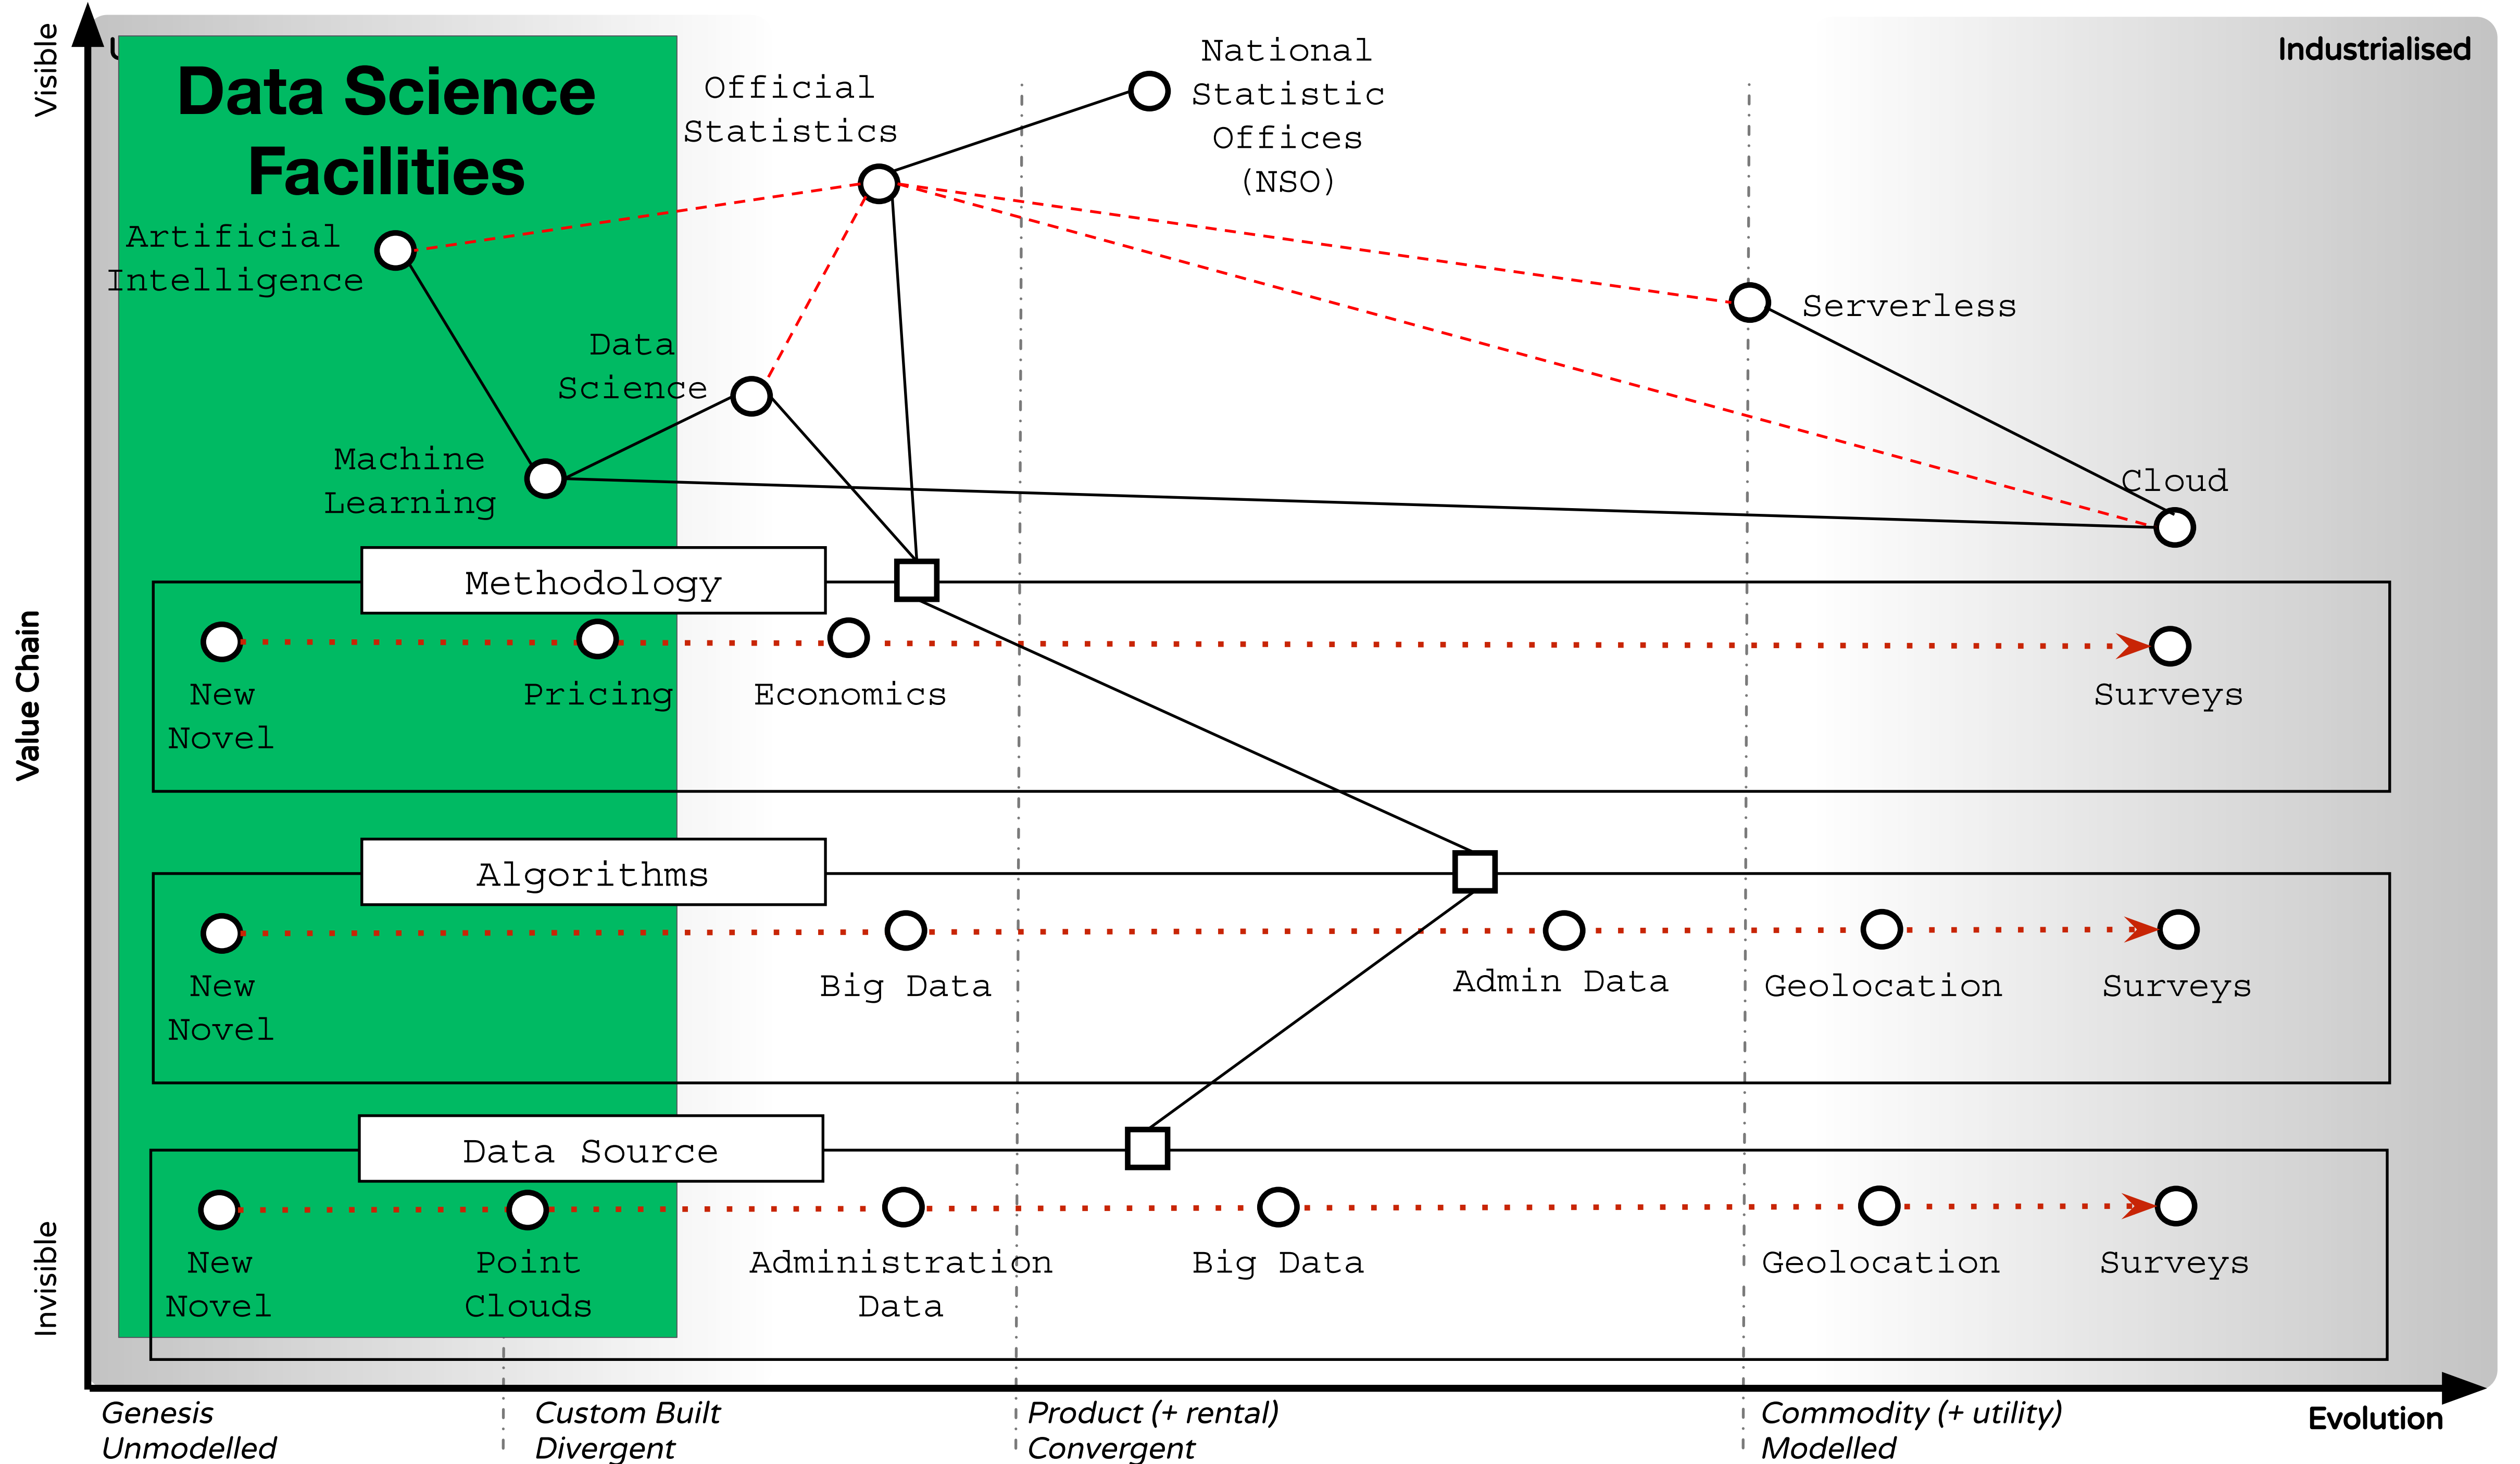 Visible
Industrialised
Data Science
Facilities
Official
Statistics
National
Statistic
Offices
(NSO)
Artificial
Intelligence
Serverless
Data
Science
Machine
Learning
Cloud
Methodology
New
Novel
Pricing
Economics
Surveys
Value Chain
Algorithms
New
Novel
Big Data
Admin Data
Geolocation
Surveys
Data Source
New
Novel
Point
Clouds
Administration
Data
Big Data
Geolocation
Surveys
Invisible
Genesis
Unmodelled
Custom Built
Divergent
Product (+ rental)
Convergent
Commodity (+ utility)
Modelled
Evolution